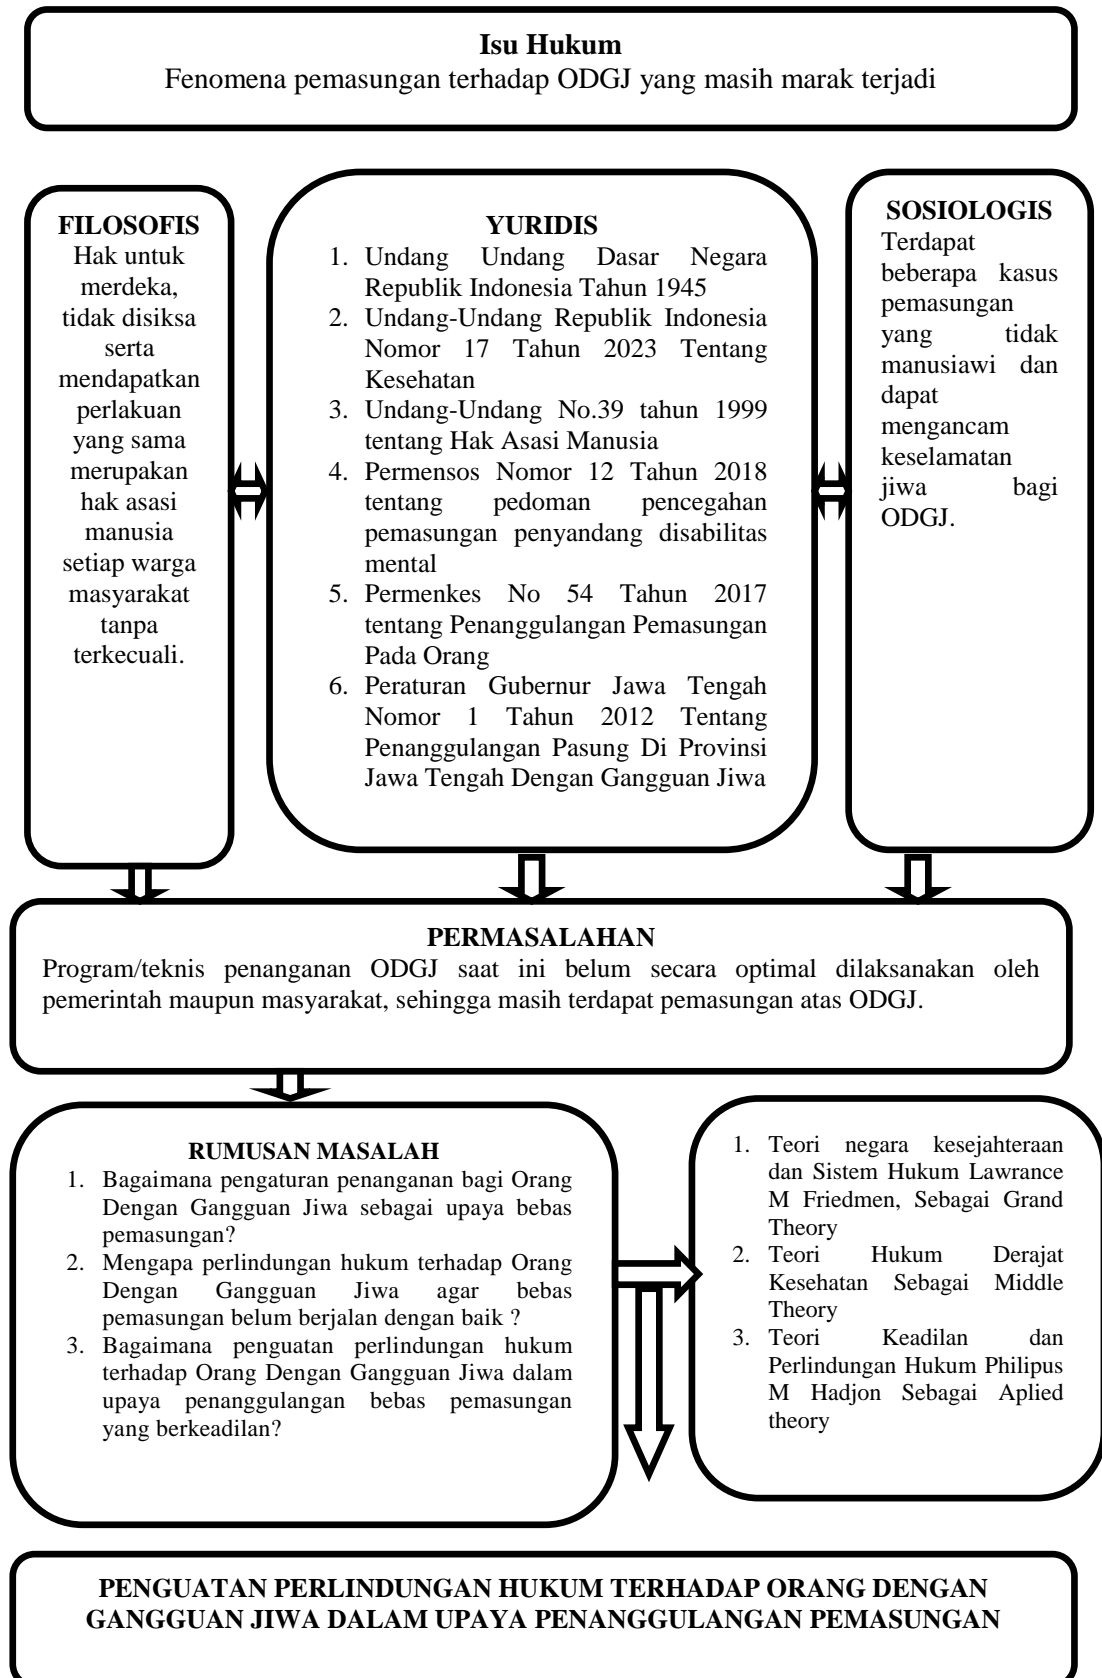 Isu Hukum
Fenomena pemasungan terhadap ODGJ yang masih marak terjadi
FILOSOFIS
Hak untuk
merdeka,
tidak disiksa
serta
mendapatkan
perlakuan
yang sama
merupakan
hak asasi
manusia
setiap warga
masyarakat
tanpa
terkecuali.
YURIDIS
1. Undang Undang Dasar Negara
Republik Indonesia Tahun 1945
2. Undang-Undang Republik Indonesia
Nomor 17 Tahun 2023 Tentang
Kesehatan
3. Undang-Undang No.39 tahun 1999
tentang Hak Asasi Manusia
4. Permensos Nomor 12 Tahun 2018
tentang pedoman pencegahan
pemasungan penyandang disabilitas
mental
5. Permenkes No 54 Tahun 2017
tentang Penanggulangan Pemasungan
Pada Orang
6. Peraturan Gubernur Jawa Tengah
Nomor 1 Tahun 2012 Tentang
Penanggulangan Pasung Di Provinsi
Jawa Tengah Dengan Gangguan Jiwa
SOSIOLOGIS
Terdapat
beberapa kasus
pemasungan
yang tidak
manusiawi dan
dapat
mengancam
keselamatan
jiwa bagi
ODGJ.
PERMASALAHAN
Program/teknis penanganan ODGJ saat ini belum secara optimal dilaksanakan oleh
pemerintah maupun masyarakat, sehingga masih terdapat pemasungan atas ODGJ.
RUMUSAN MASALAH
1. Bagaimana pengaturan penanganan bagi Orang
Dengan Gangguan Jiwa sebagai upaya bebas
pemasungan?
2. Mengapa perlindungan hukum terhadap Orang
Dengan Gangguan Jiwa agar bebas
pemasungan belum berjalan dengan baik ?
3. Bagaimana penguatan perlindungan hukum
terhadap Orang Dengan Gangguan Jiwa dalam
upaya penanggulangan bebas pemasungan
yang berkeadilan?
1. Teori negara kesejahteraan
dan Sistem Hukum Lawrance
M Friedmen, Sebagai Grand
Theory
2. Teori Hukum Derajat
Kesehatan Sebagai Middle
Theory
3. Teori Keadilan dan
Perlindungan Hukum Philipus
M Hadjon Sebagai Aplied
theory
PENGUATAN PERLINDUNGAN HUKUM TERHADAP ORANG DENGAN
GANGGUAN JIWA DALAM UPAYA PENANGGULANGAN PEMASUNGAN